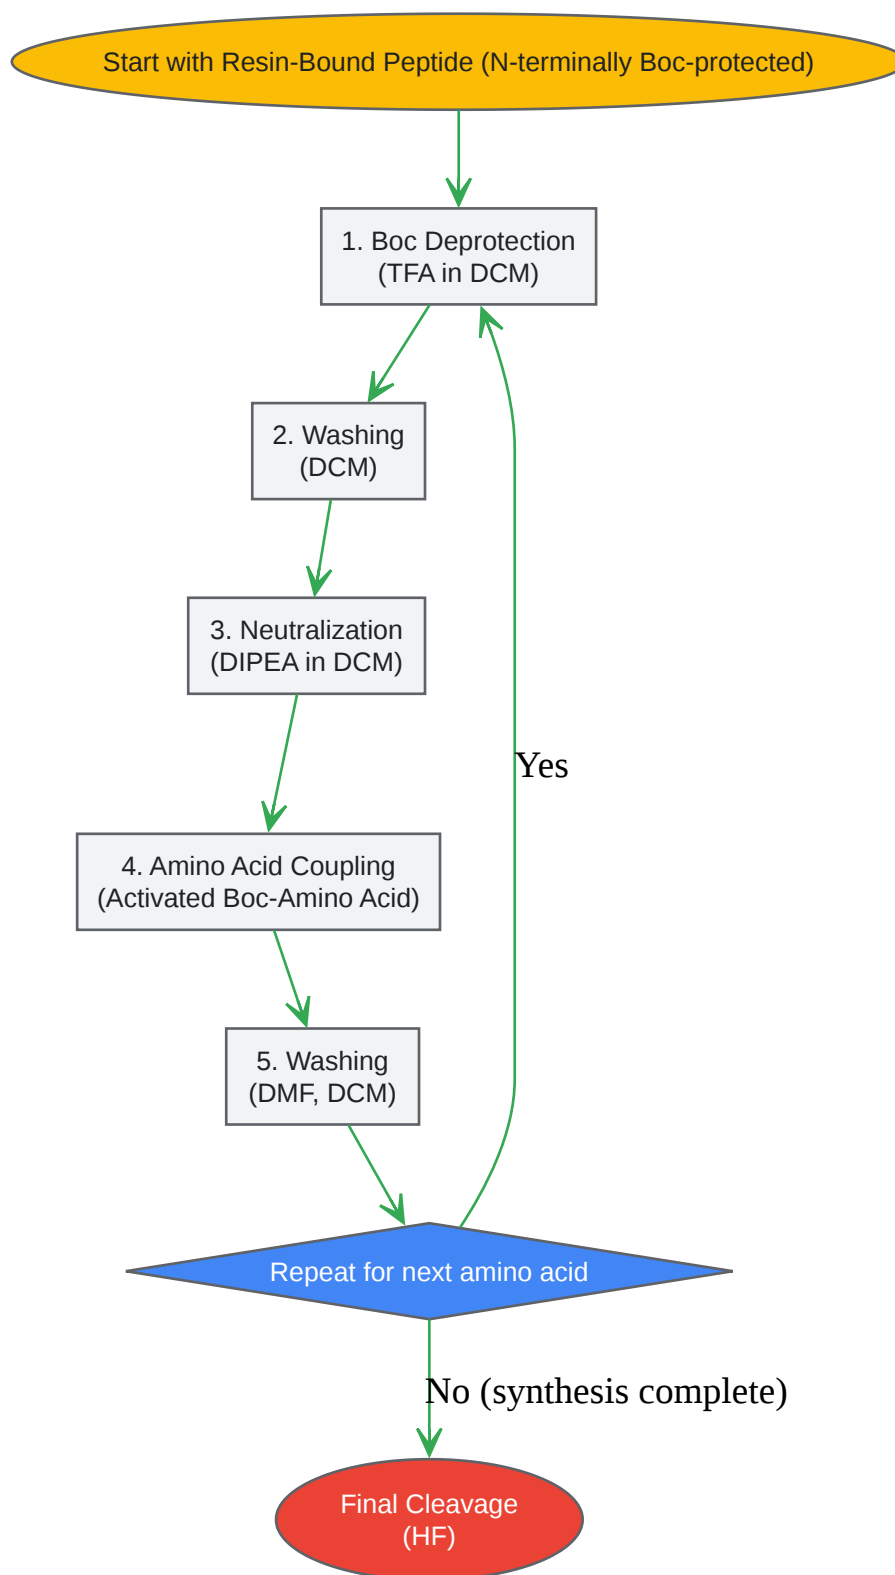 Start with Resin-Bound Peptide (N-terminally Boc-protected)
1. Boc Deprotection
(TFA in DCM)
2. Washing
(DCM)
3. Neutralization
(DIPEA in DCM)
Yes
4. Amino Acid Coupling
(Activated Boc-Amino Acid)
5. Washing
(DMF, DCM)
Repeat for next amino acid
No (synthesis complete)
Final Cleavage
(HF)